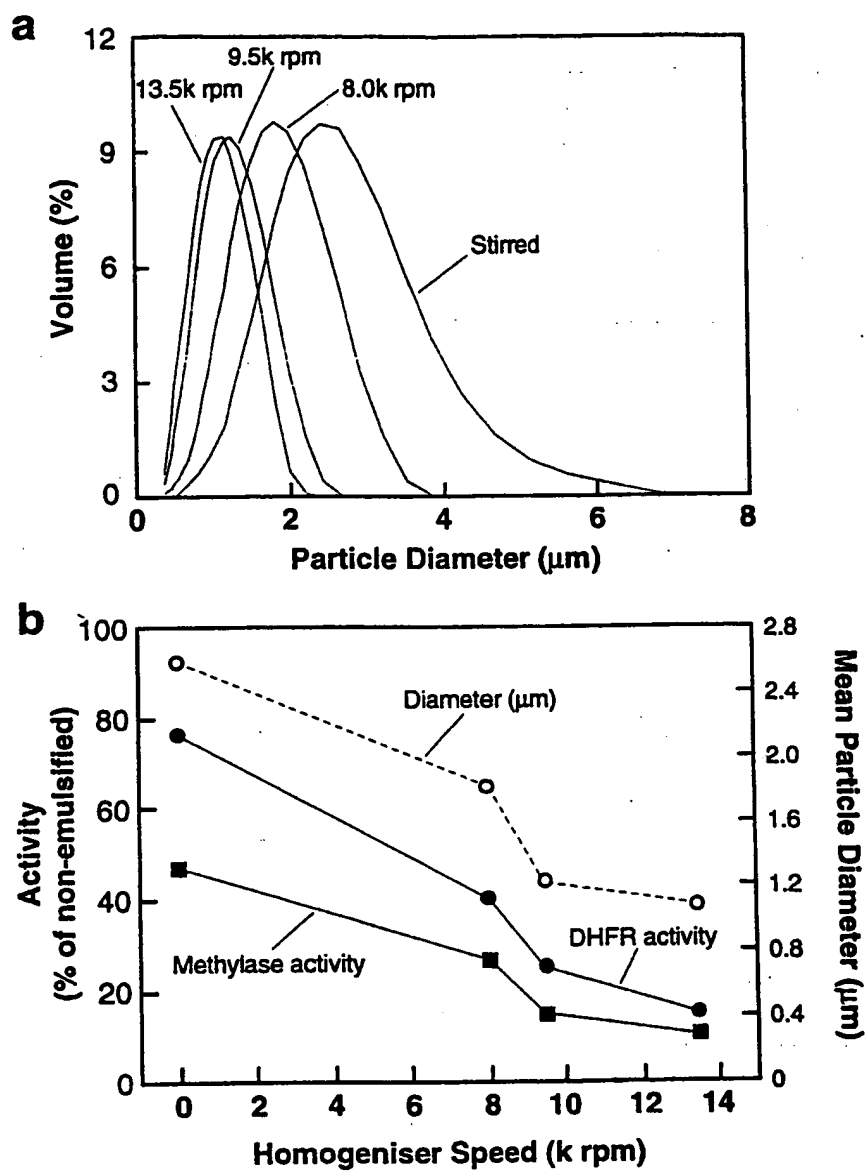 a
12
9
6
3
0
Volume (%)
9.5k rpm
13.5k rpm
8.0k rpm
Stirred
0 2 4 6 8
Particle Diameter (μm)
b
100
80
60
40
20
0
Activity
(% of non-emulsified)
Diameter (μm)
DHFR activity
Methylase activity
2.8
2.4
2.0
1.6
1.2
0.8
0.4
0
Mean Particle Diameter (μm)
0 2 4 6 8 10 12 14
Homogeniser Speed (k rpm)